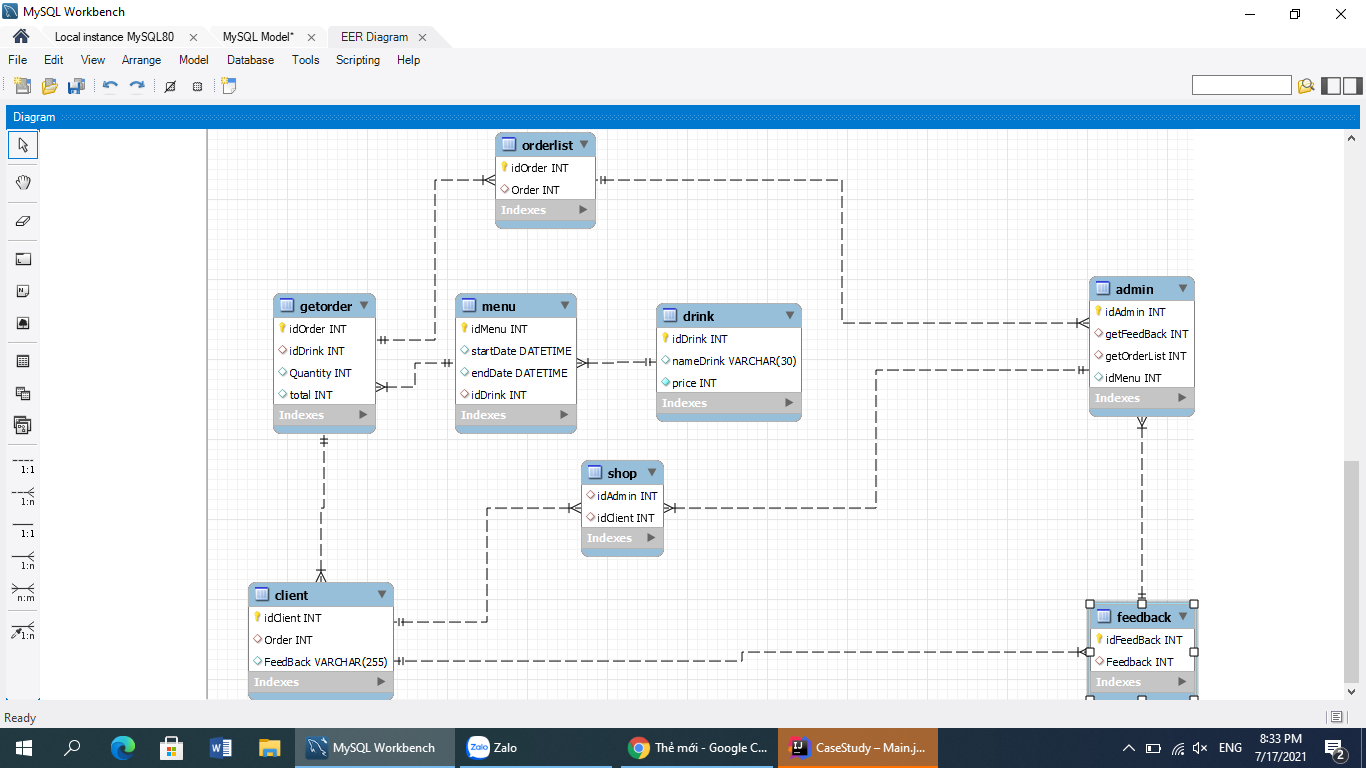 MySQL Workbench
Local instance MySQL80
MySQL Model*
EER Diagram
File Edit View Arrange Model Database Tools Scripting Help
Diagram
1:1
1:n
1:1
1:n
n:m
1:n
orderlist
idOrder INT
Order INT
Indexes
getorder
idOrder INT
idDrink INT
Quantity INT
total INT
Indexes
menu
idMenu INT
startDate DATETIME
endDate DATETIME
idDrink INT
Indexes
drink
idDrink INT
nameDrink VARCHAR(30)
price INT
Indexes
admin
idAdmin INT
getFeedBack INT
getOrderList INT
idMenu INT
Indexes
shop
idAdmin INT
idClient INT
Indexes
client
idClient INT
Order INT
FeedBack VARCHAR(255)
Indexes
feedback
idFeedBack INT
Feedback INT
Indexes
Ready
MySQL Workbench
Zalo
Zalo
Thẻ mới - Google C...
CaseStudy – Main.j...
ENG
8:33 PM
7/17/2021
2